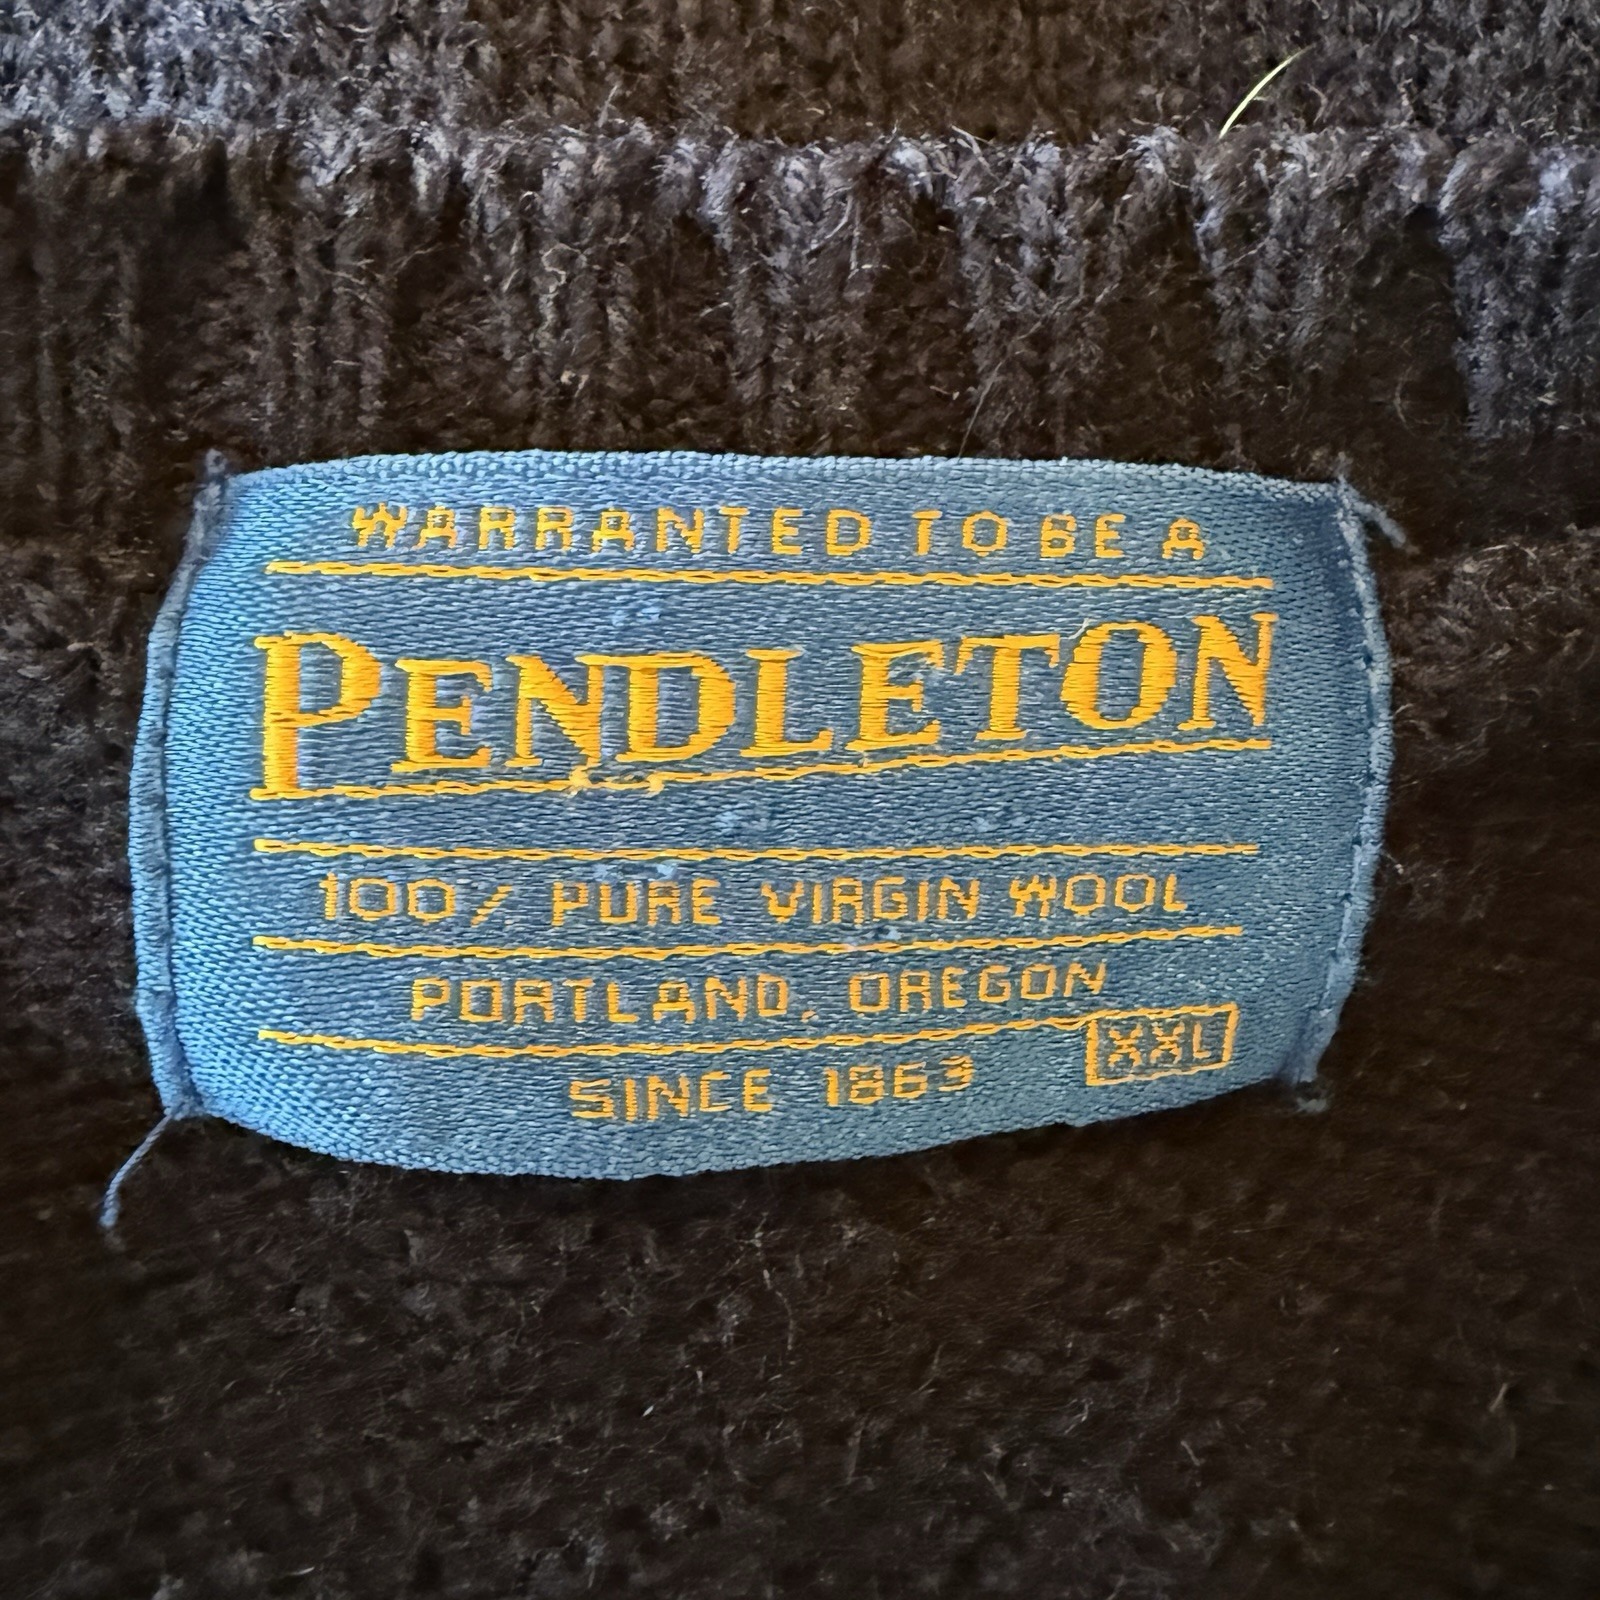 WARRANTED TO BE A
PENDLETON
100% PURE VIRGIN WOOL
PORTLAND, OREGON
XXL
SINCE 1863